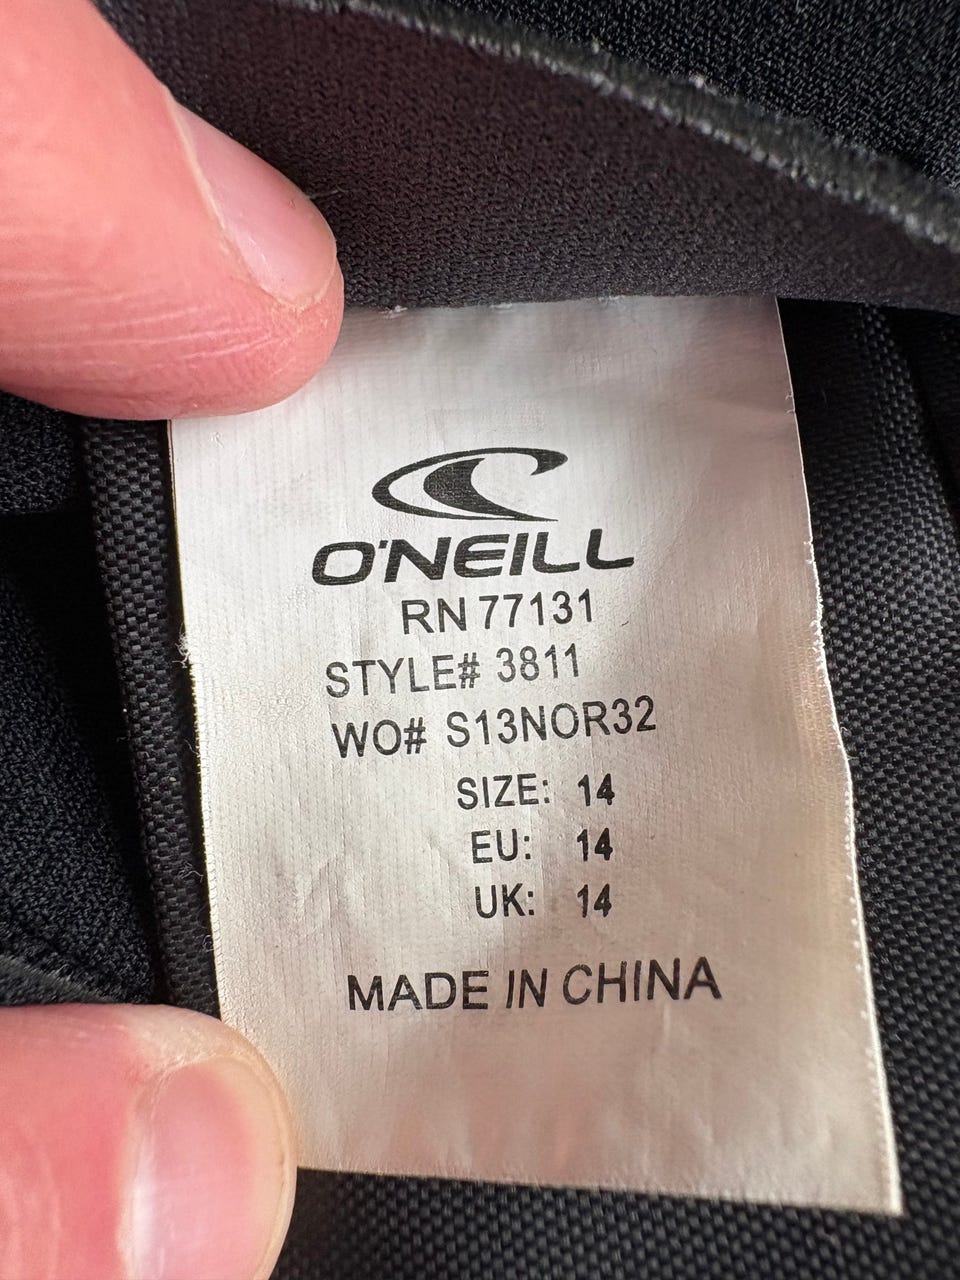 O'NEILL
RN 77131
STYLE# 3811
WO# S13NOR32
SIZE: 14
EU: 14
UK: 14
MADE IN CHINA